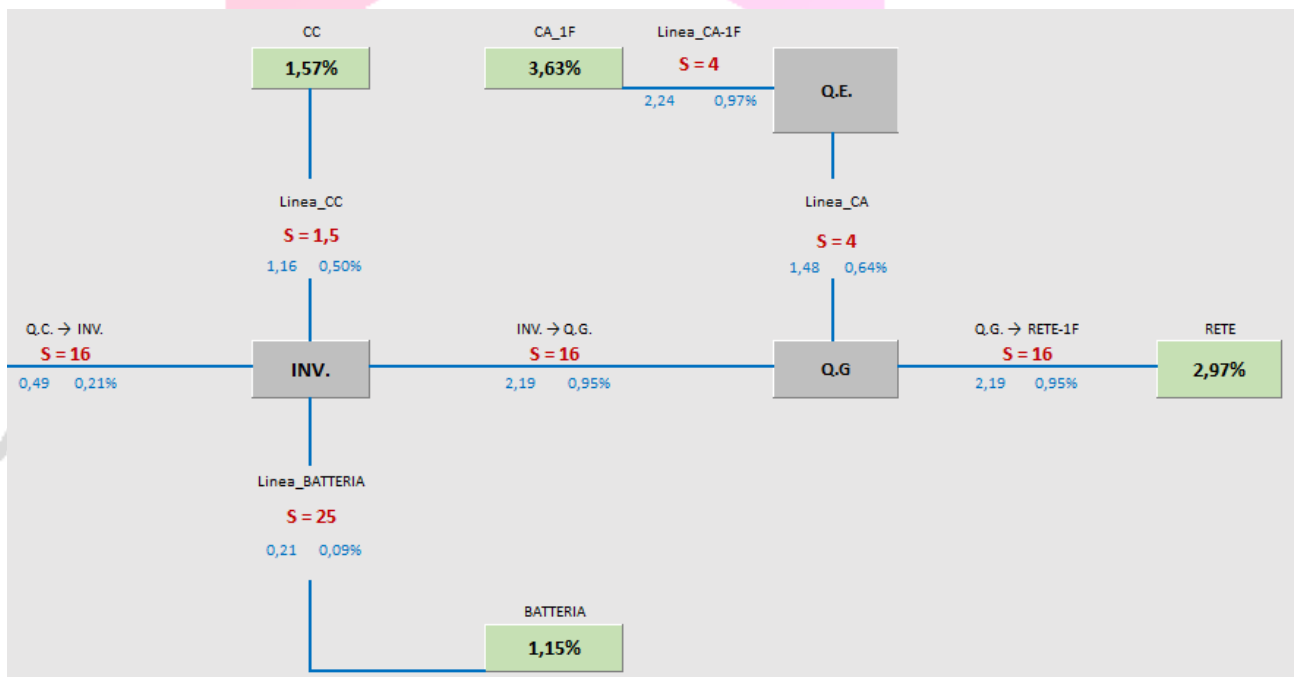 CC
1,57%
CA_1F
3,63%
Linea_CA-1F
S = 4
2,24 0,97%
Q.E.
Linea_CC
S = 1,5
1,16 0,50%
Linea_CA
S = 4
1,48 0,64%
Q.C. → INV.
S = 16
0,49 0,21%
INV.
INV. → Q.G.
S = 16
2,19 0,95%
Q.G
Q.G. → RETE-1F
S = 16
2,19 0,95%
RETE
2,97%
Linea_BATTERIA
S = 25
0,21 0,09%
BATTERIA
1,15%